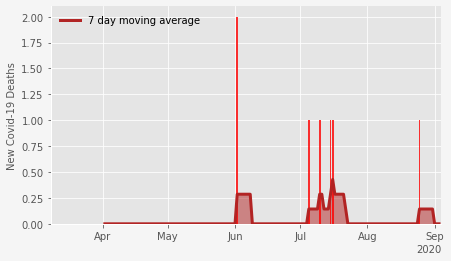 7 day moving average
New Covid-19 Deaths
2.00
1.75
1.50
1.25
1.00
0.75
0.50
0.25
0.00
Apr
May
Jun
Jul
Aug
Sep
2020